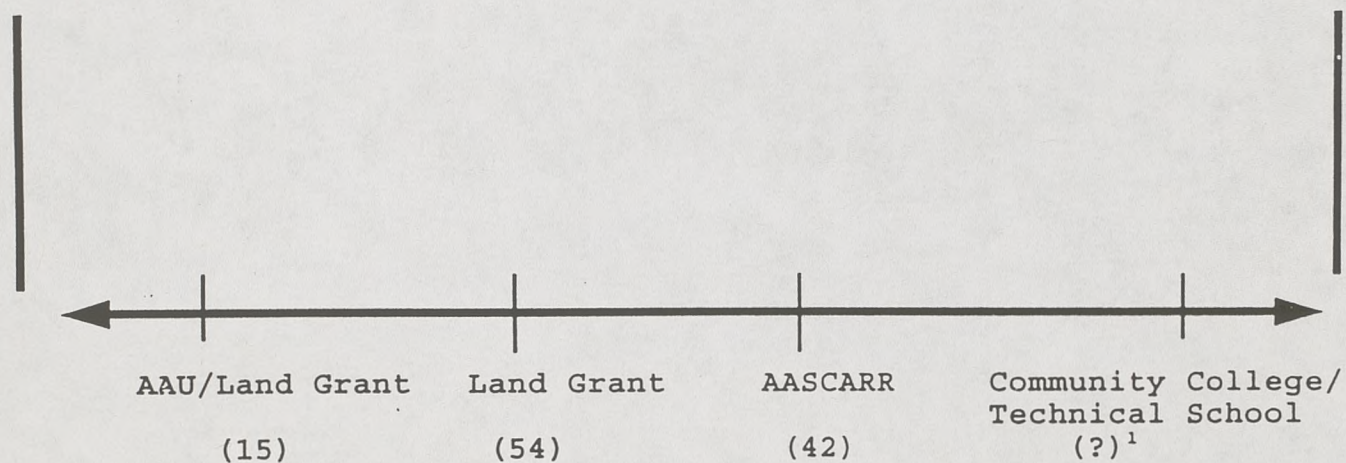 AAU/Land Grant Land Grant AASCARR Community College/
Technical School
(15) (54) (42) (?)¹